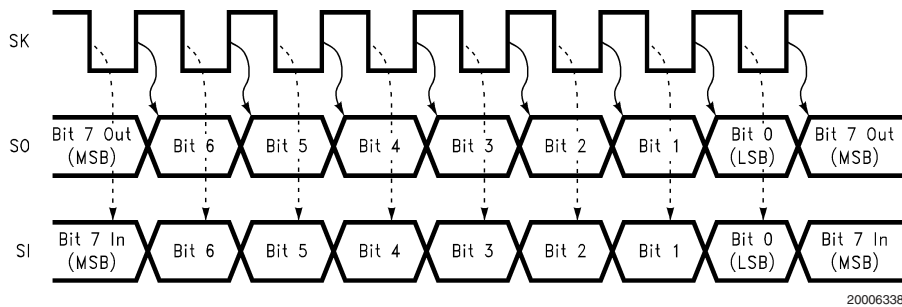 SK
SO
Bit 7 Out
(MSB)
Bit 6
Bit 5
Bit 4
Bit 3
Bit 2
Bit 1
Bit 0
(LSB)
Bit 7 Out
(MSB)
SI
Bit 7 In
(MSB)
Bit 6
Bit 5
Bit 4
Bit 3
Bit 2
Bit 1
Bit 0
(LSB)
Bit 7 In
(MSB)
20006338